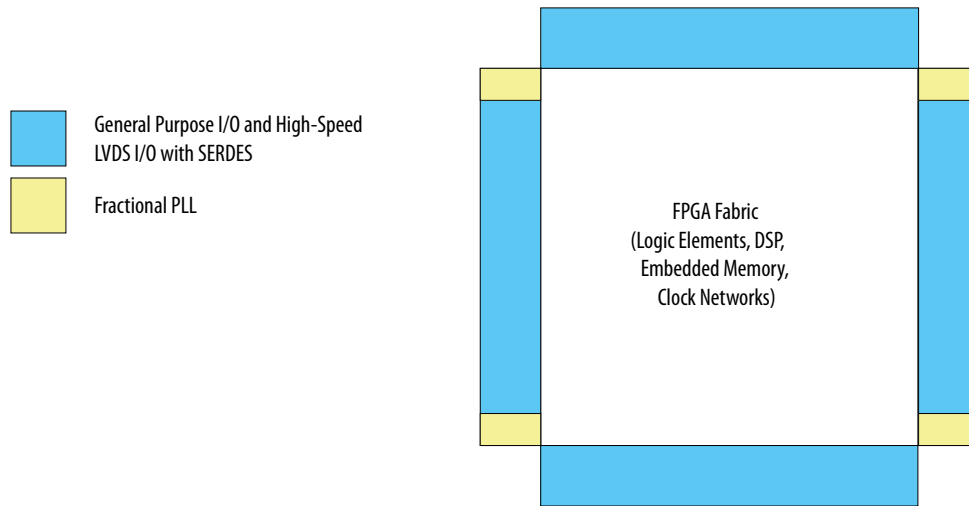 General Purpose I/O and High-Speed
LVDS I/O with SERDES
Fractional PLL
FPGA Fabric
(Logic Elements, DSP,
Embedded Memory,
Clock Networks)